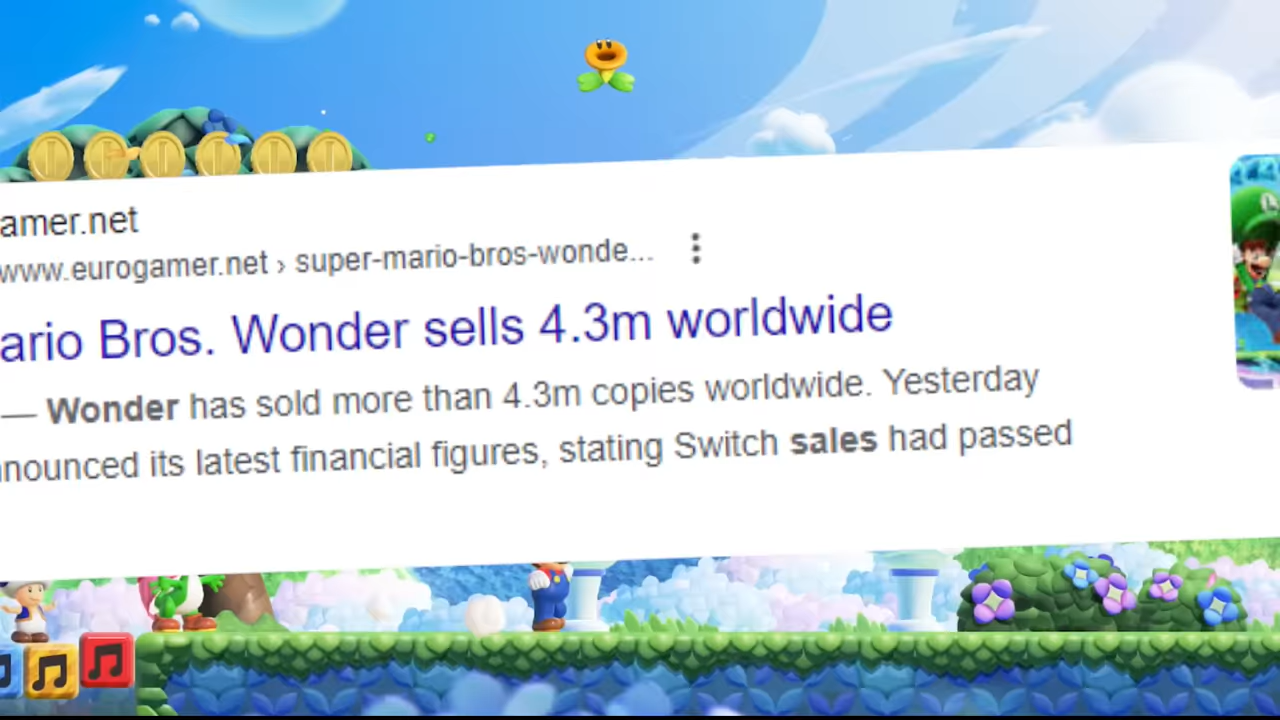 amer.net
www.eurogamer.net › super-mario-bros-wonde...
ario Bros. Wonder sells 4.3m worldwide
— Wonder has sold more than 4.3m copies worldwide. Yesterday
nnounced its latest financial figures, stating Switch sales had passed
L